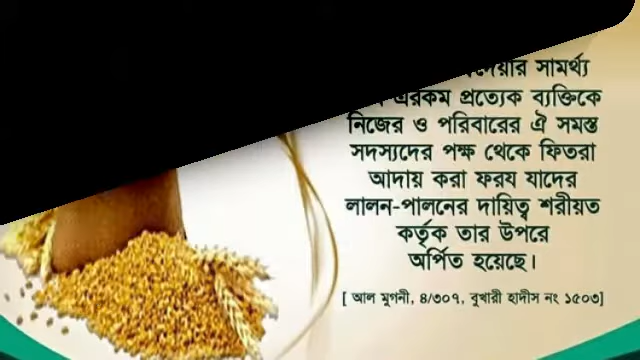 সামর্থ্য
এরকম প্রত্যেক ব্যক্তিকে
নিজের ও পরিবারের ঐ সমস্ত
সদস্যদের পক্ষ থেকে ফিতরা
আদায় করা ফরয যাদের
লালন-পালনের দায়িত্ব শরীয়ত
কর্তৃক তার উপরে
অর্পিত হয়েছে।
[ আল মুগনী, ৪/৩০৭, বুখারী হাদীস নং ১৫০৩]